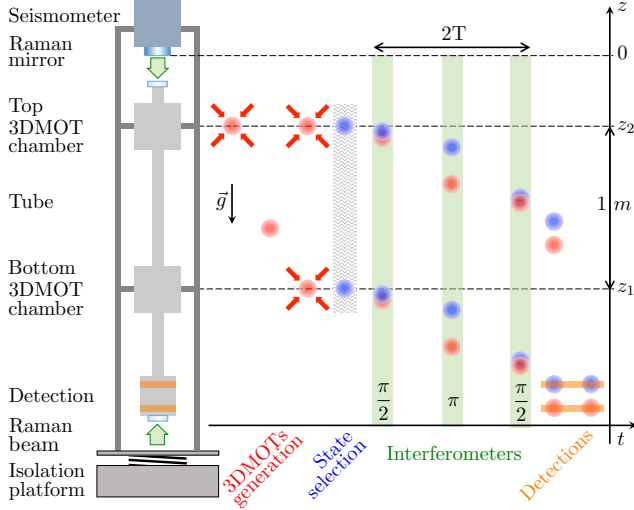 Seismometer
Raman
mirror
Top
3DMOT
chamber
Tube
Bottom
3DMOT
chamber
Detection
Raman
beam
Isolation
platform
2T
z
0
z₂
g⃗
1 m
z₁
π/2
π
π/2
t
3DMOTs
generation
State
selection
Interferometers
Detections